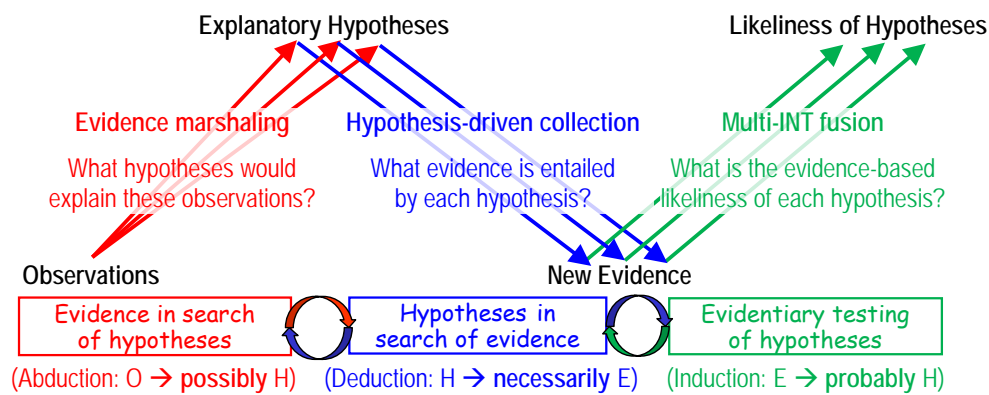 Explanatory Hypotheses
Likeliness of Hypotheses
Evidence marshaling
What hypotheses would
explain these observations?
Hypothesis-driven collection
What evidence is entailed
by each hypothesis?
Multi-INT fusion
What is the evidence-based
likeliness of each hypothesis?
Observations
New Evidence
Evidence in search
of hypotheses
Hypotheses in
search of evidence
Evidentiary testing
of hypotheses
(Abduction: O → possibly H)
(Deduction: H → necessarily E)
(Induction: E → probably H)